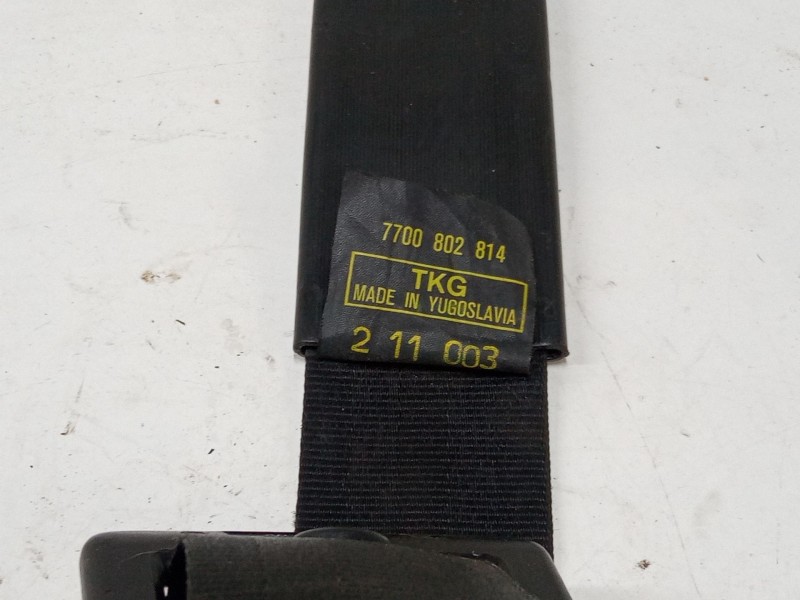 7700 802 814
TKG
MADE IN YUGOSLAVIA
2 11 003